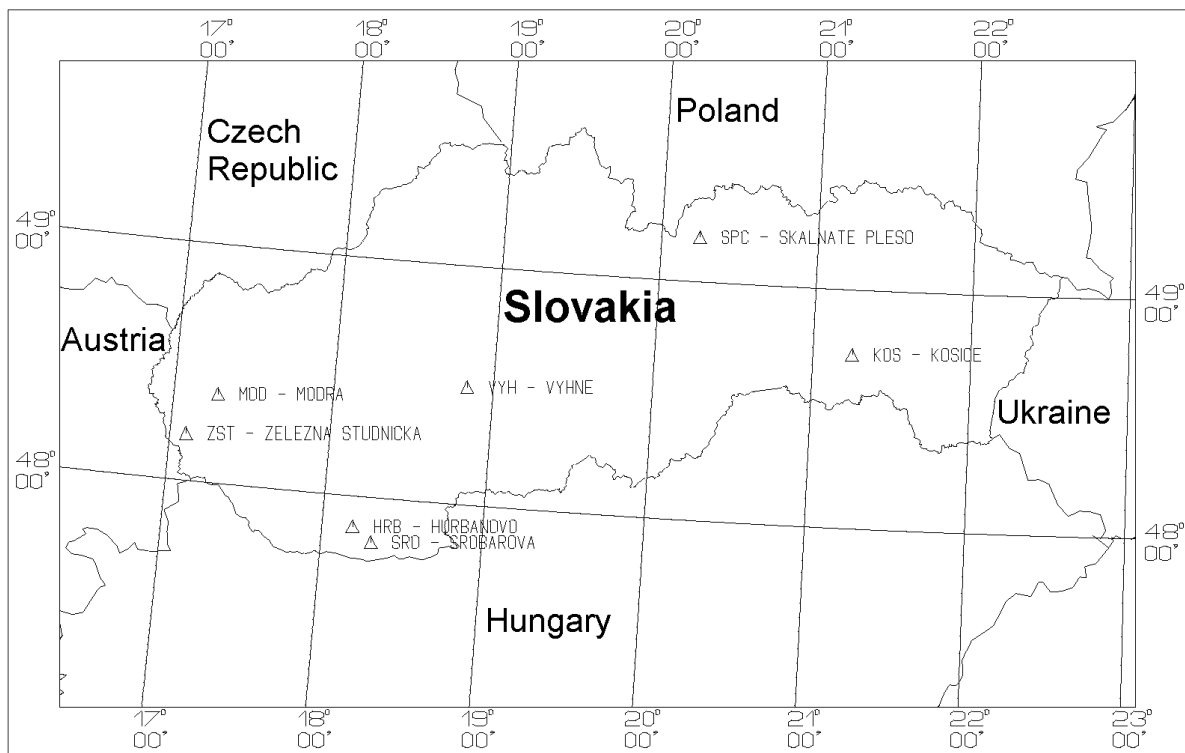 17° 18° 19° 20° 21° 22°
00' 00' 00' 00' 00' 00'
Poland
Czech
Republic
49°
00'
SPC - SKALNATE PLESO
49°
00'
Slovakia
Austria
KOS - KOSICE
VYH - VYHNE
MOD - MODRA
Ukraine
ZST - ZELEZNA STUDNICKA
48°
00'
HRB - HURBANOVO
SRO - SROBAROVA
48°
00'
Hungary
17° 18° 19° 20° 21° 22° 23°
00' 00' 00' 00' 00' 00' 00'